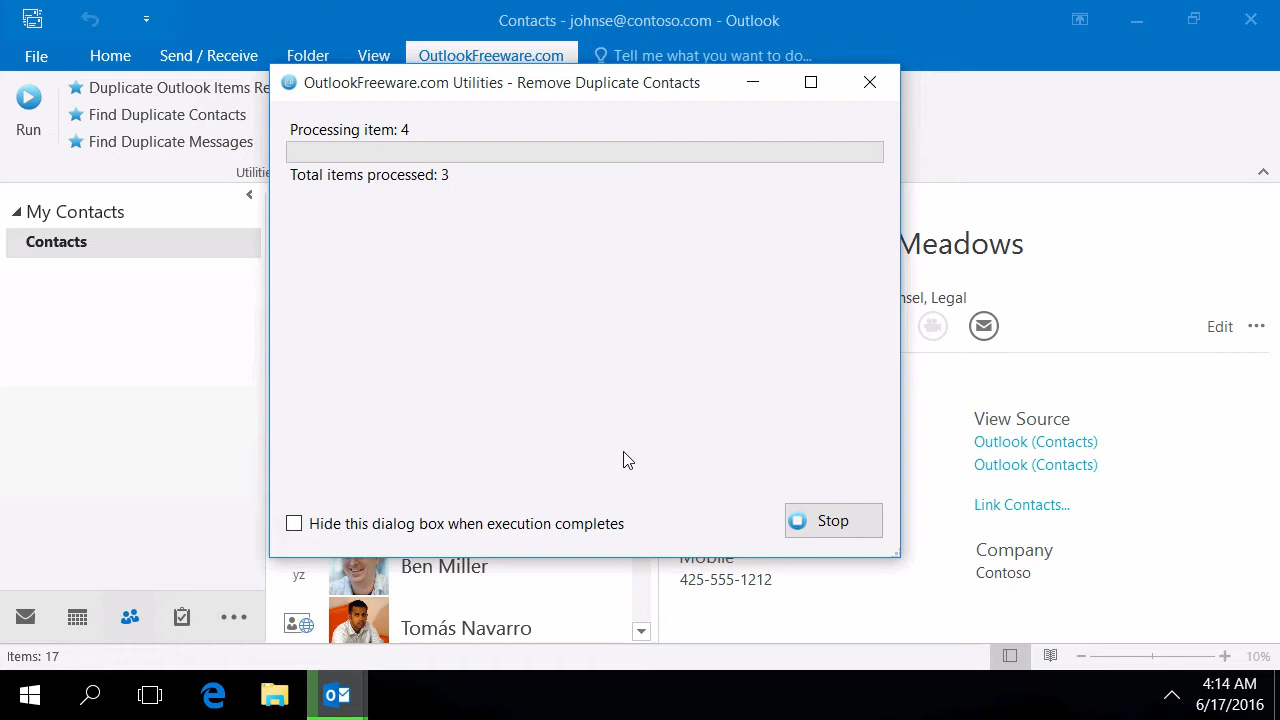 Contacts - johnse@contoso.com - Outlook
File
Home
Send / Receive
Folder
View
OutlookFreeware.com
Tell me what you want to do...
Run
Duplicate Outlook Items Re
Find Duplicate Contacts
Find Duplicate Messages
Utilitie
OutlookFreeware.com Utilities - Remove Duplicate Contacts
Processing item: 4
Total items processed: 3
Hide this dialog box when execution completes
Stop
My Contacts
Contacts
Meadows
nsel, Legal
Edit
View Source
Outlook (Contacts)
Outlook (Contacts)
Link Contacts...
Company
Contoso
Mobile
425-555-1212
yz
Ben Miller
Tomás Navarro
Items: 17
10%
4:14 AM
6/17/2016